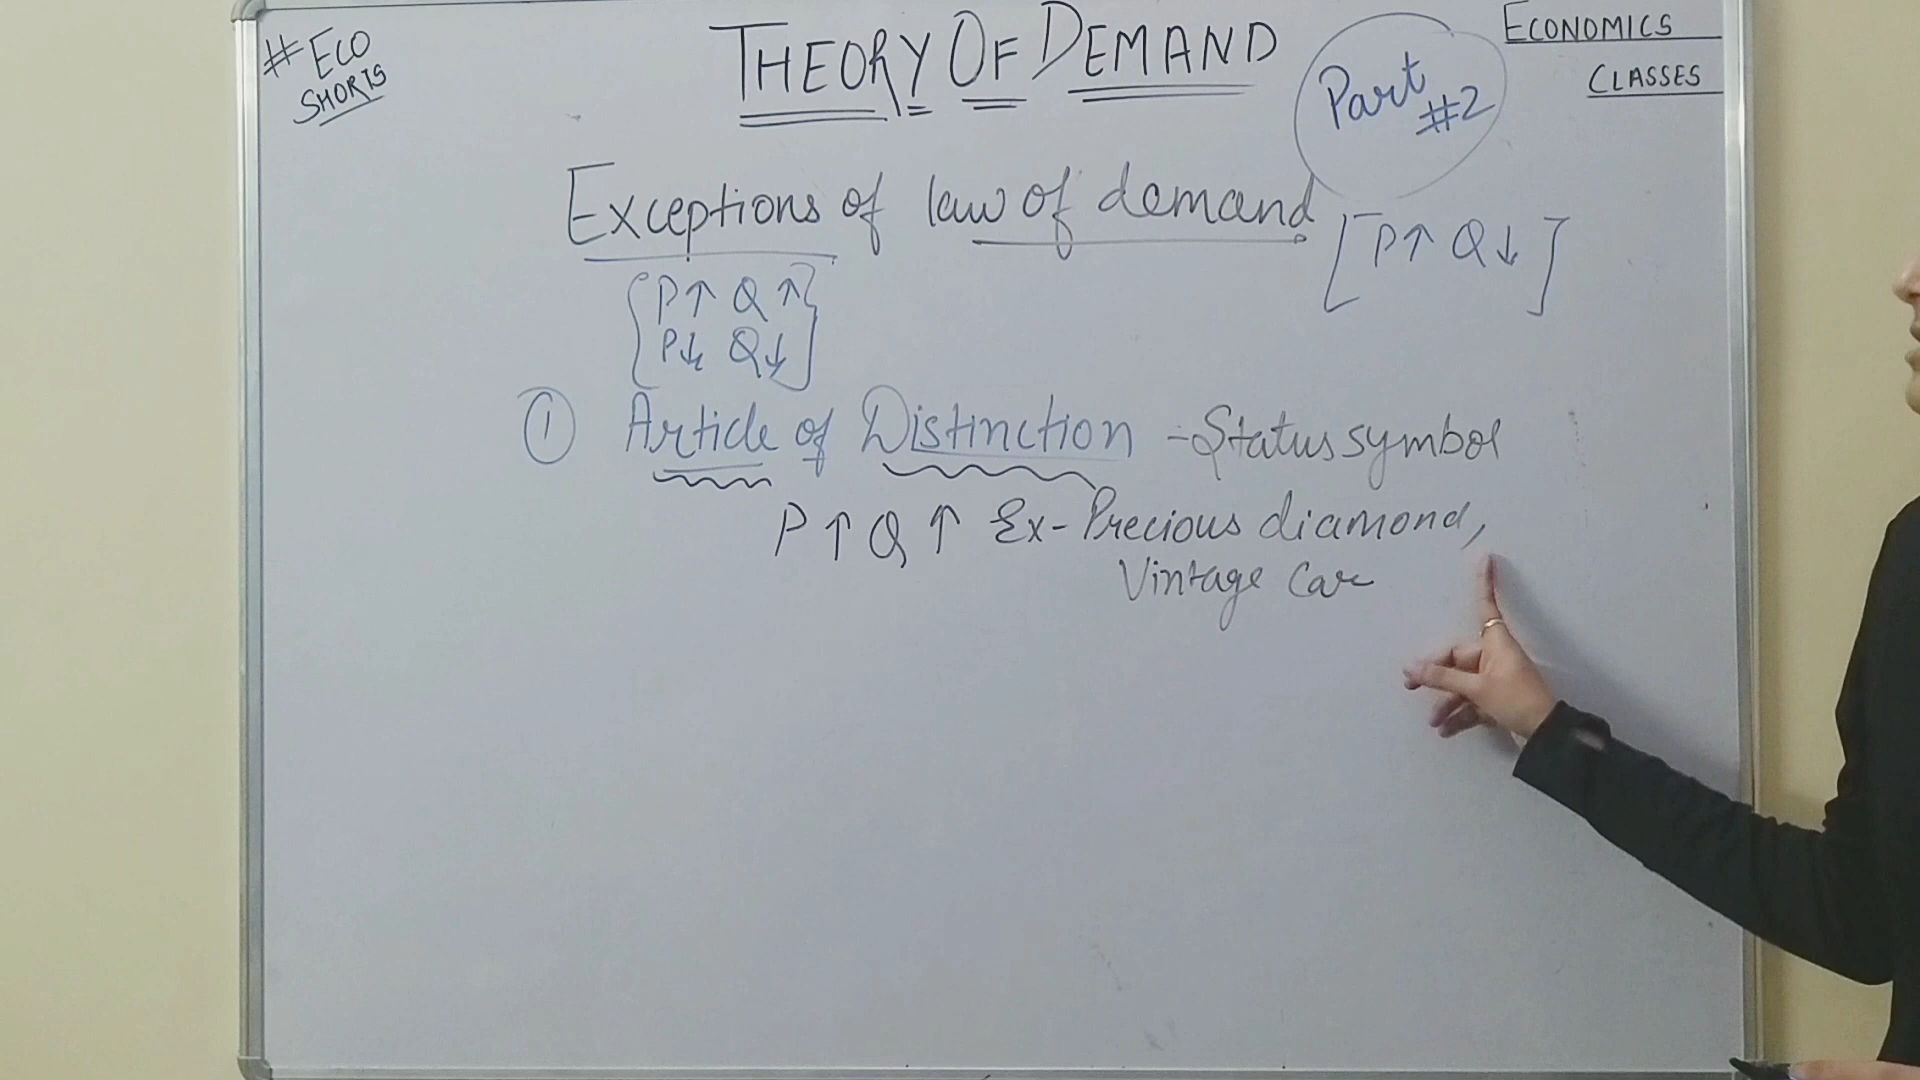 # ECO
SHORTS
THEORY OF DEMAND
Part
#2
ECONOMICS
CLASSES
Exceptions of law of demand
[P↑ Q↓]
{P↑ Q↑
P↓ Q↓}
① Article of Distinction - Status symbol
P↑Q↑ Ex- Precious diamond,
Vintage Car